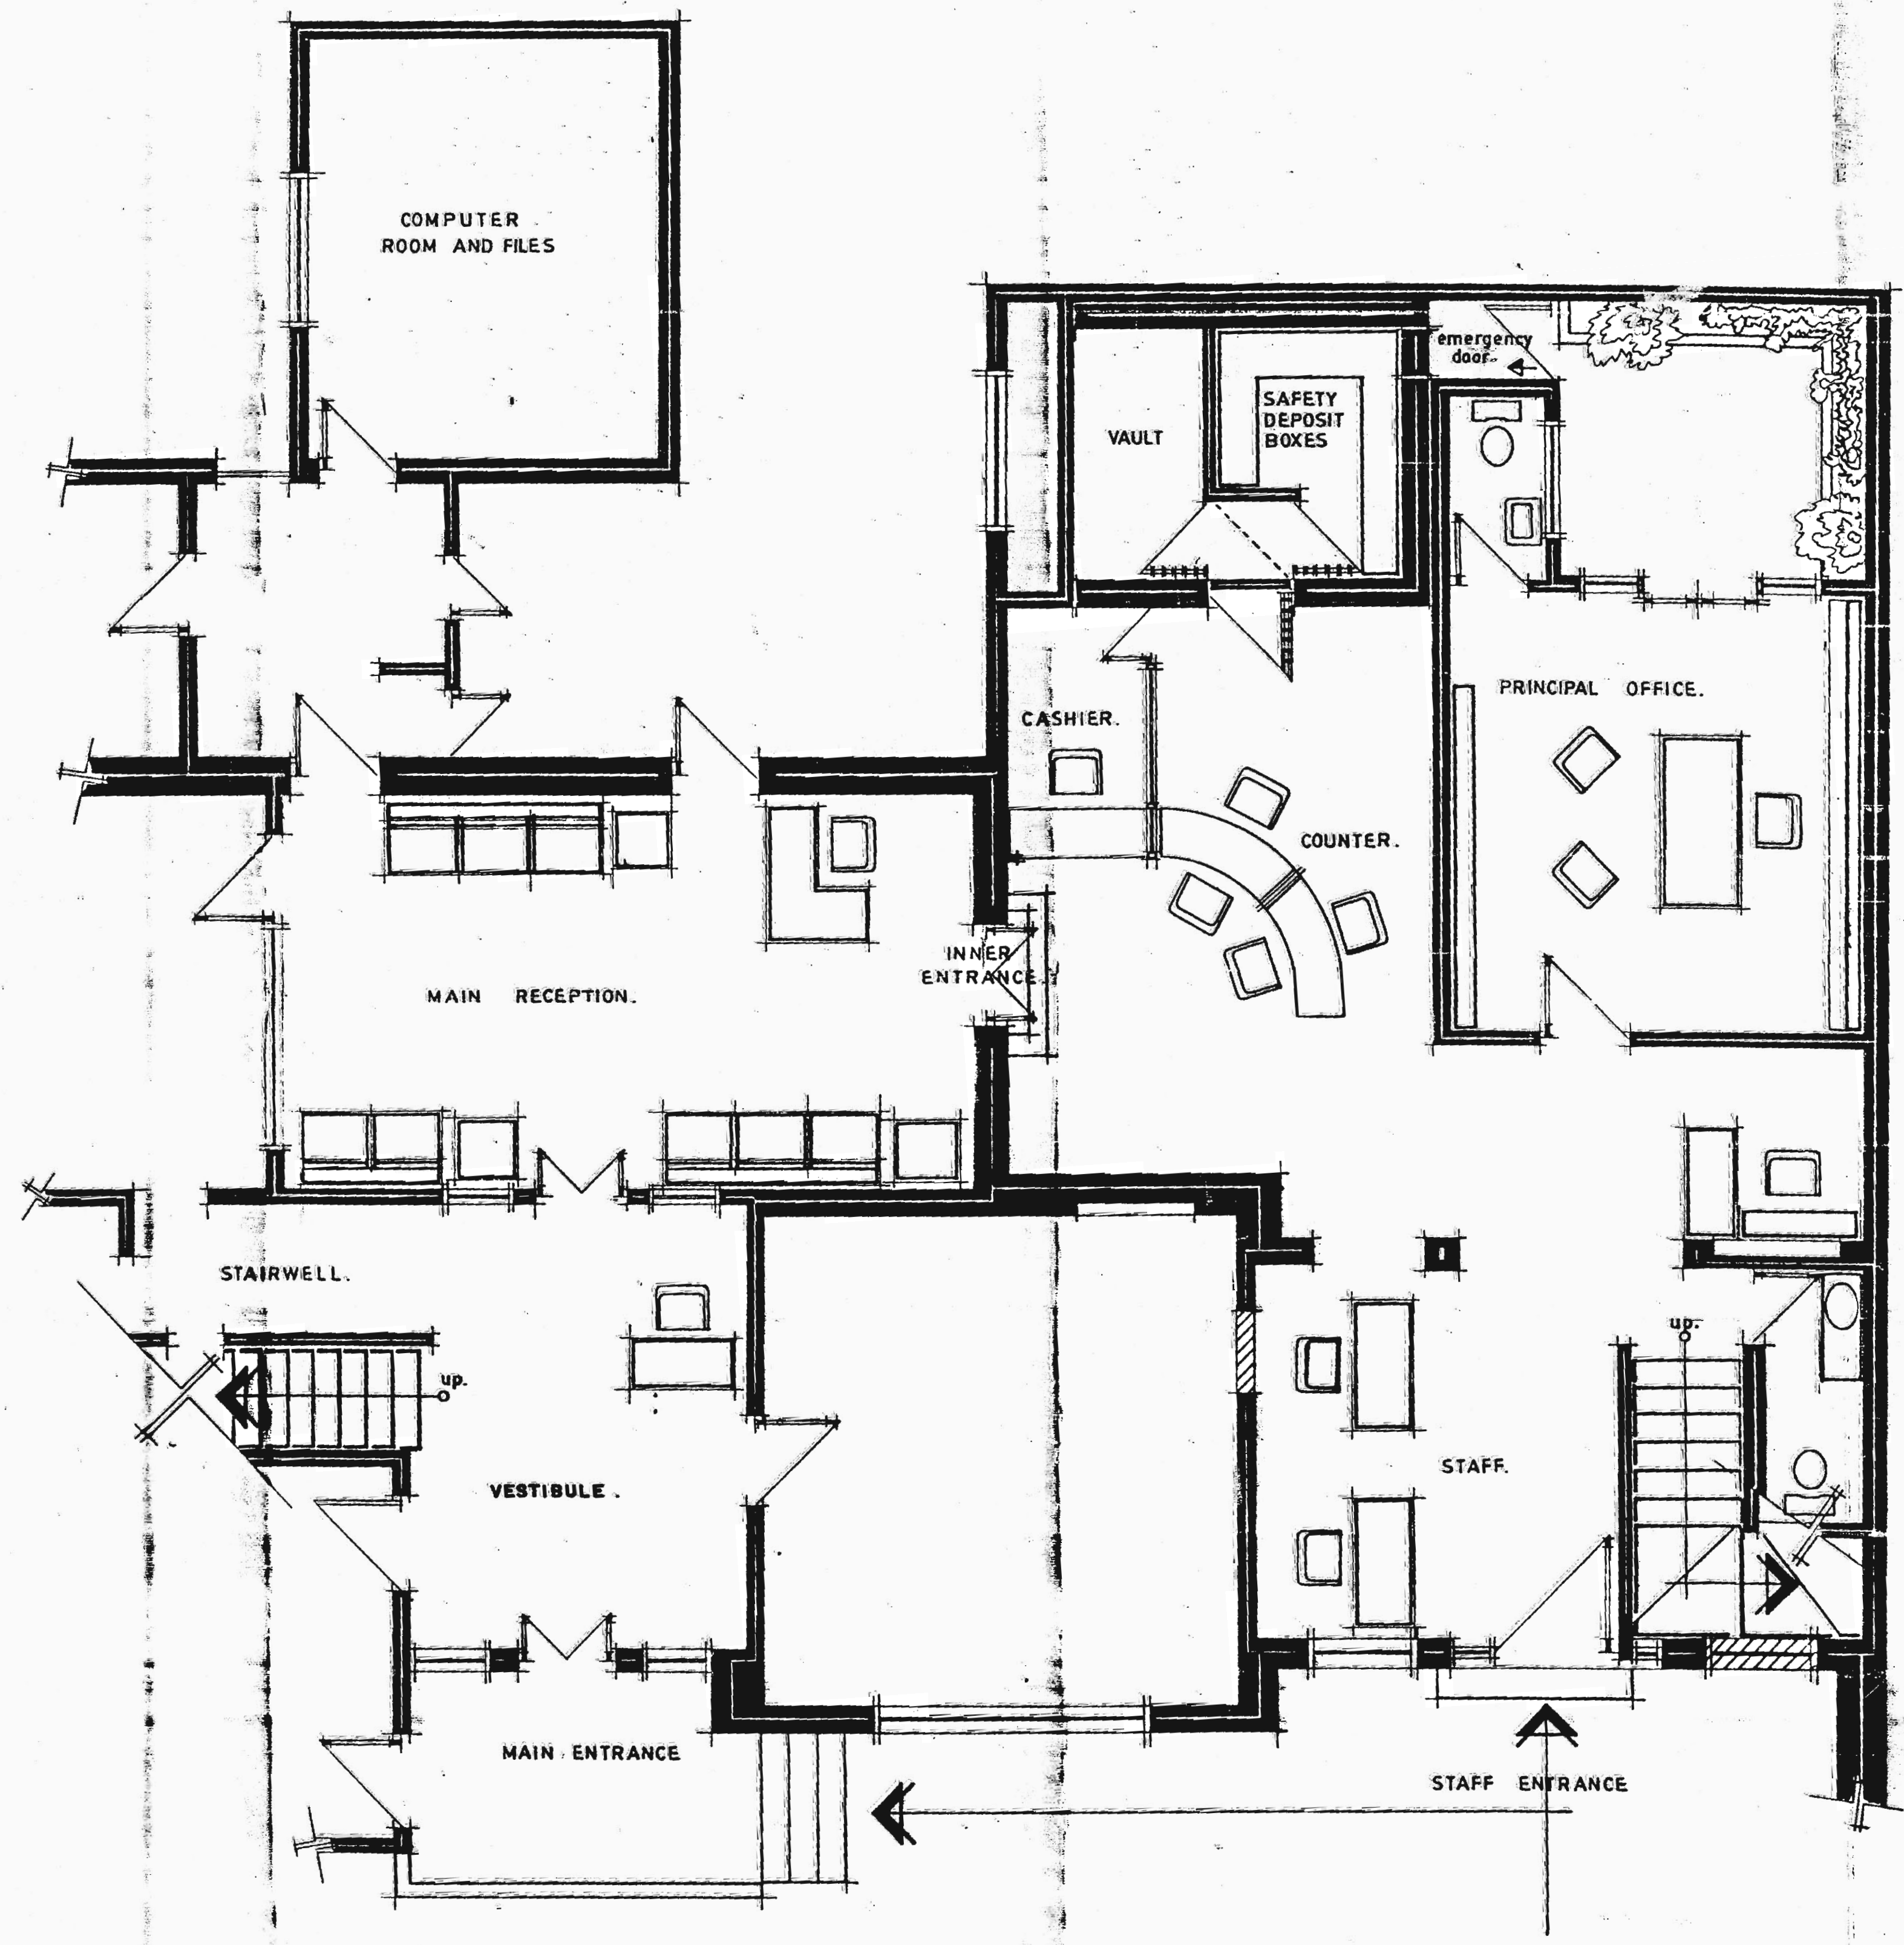 COMPUTER
ROOM AND FILES
emergency
door.
SAFETY
DEPOSIT
BOXES
VAULT
PRINCIPAL OFFICE.
CASHIER.
COUNTER.
INNER
ENTRANCE.
MAIN RECEPTION.
STAIRWELL.
up.
up.
STAFF.
VESTIBULE.
MAIN ENTRANCE
STAFF ENTRANCE